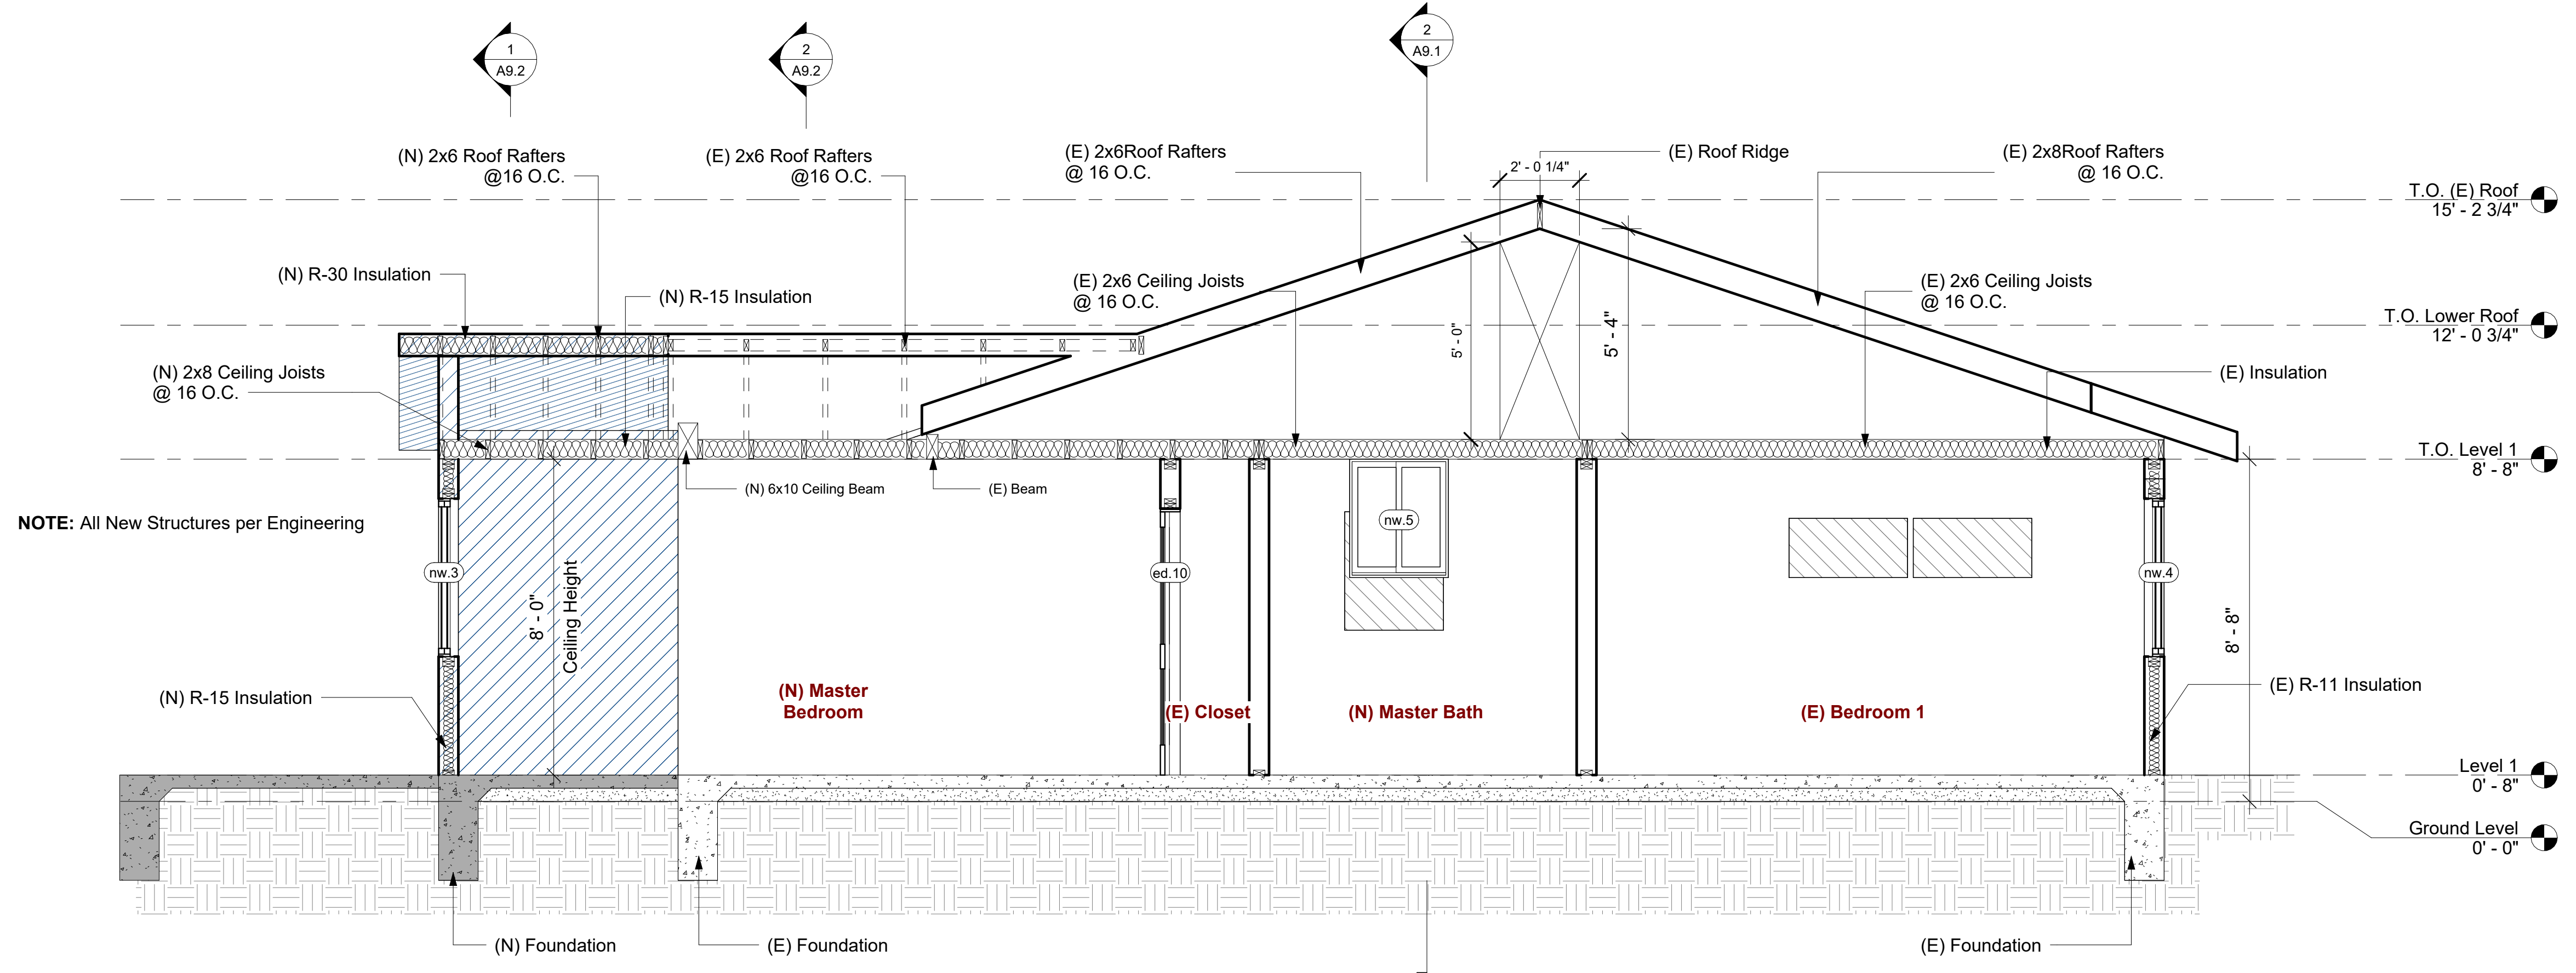 1
A9.2
2
A9.2
2
A9.1
(N) 2x6 Roof Rafters
@16 O.C.
(E) 2x6 Roof Rafters
@16 O.C.
(E) 2x6Roof Rafters
@ 16 O.C.
2' - 0 1/4"
(E) Roof Ridge
(E) 2x8Roof Rafters
@ 16 O.C.
T.O. (E) Roof
15' - 2 3/4"
(N) R-30 Insulation
(N) R-15 Insulation
(E) 2x6 Ceiling Joists
@ 16 O.C.
(E) 2x6 Ceiling Joists
@ 16 O.C.
T.O. Lower Roof
12' - 0 3/4"
5' - 0"
5' - 4"
(N) 2x8 Ceiling Joists
@ 16 O.C.
(E) Insulation
T.O. Level 1
8' - 8"
(N) 6x10 Ceiling Beam
(E) Beam
NOTE: All New Structures per Engineering
nw.5
nw.3
ed.10
nw.4
8' - 0"
Ceiling Height
8' - 8"
(N) R-15 Insulation
(N) Master
Bedroom
(E) Closet
(N) Master Bath
(E) Bedroom 1
(E) R-11 Insulation
Level 1
0' - 8"
Ground Level
0' - 0"
(N) Foundation
(E) Foundation
(E) Foundation